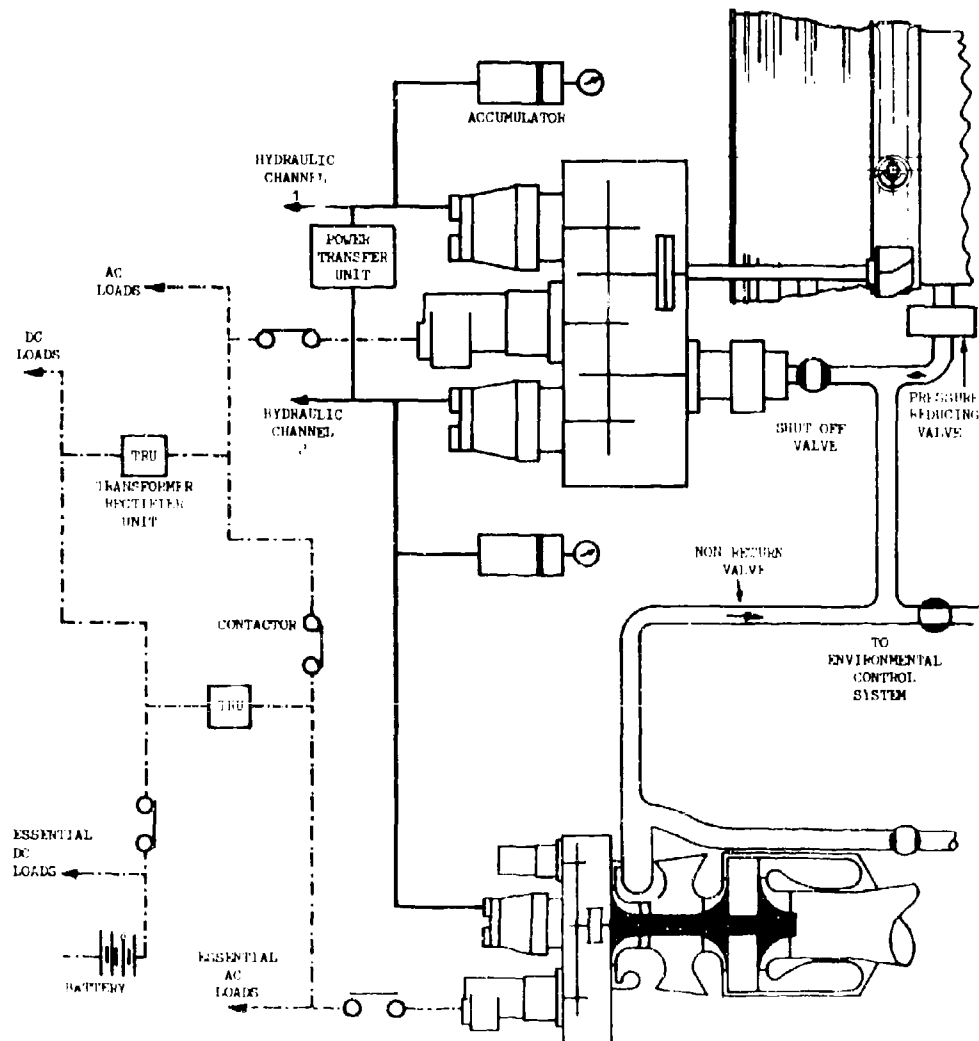 ACCUMULATOR
HYDRAULIC
CHANNEL
1
POWER
TRANSFER
UNIT
AC
LOADS
DC
LOADS
HYDRAULIC
CHANNEL
PRESSURE
REDUCING
VALVE
SHUT OFF
VALVE
TRU
TRANSFORMER
RECTIFIER
UNIT
NON RETURN
VALVE
CONTACTOR
TO
ENVIRONMENTAL
CONTROL
SYSTEM
TRU
ESSENTIAL
DC
LOADS
ESSENTIAL
AC
LOADS
BATTERY